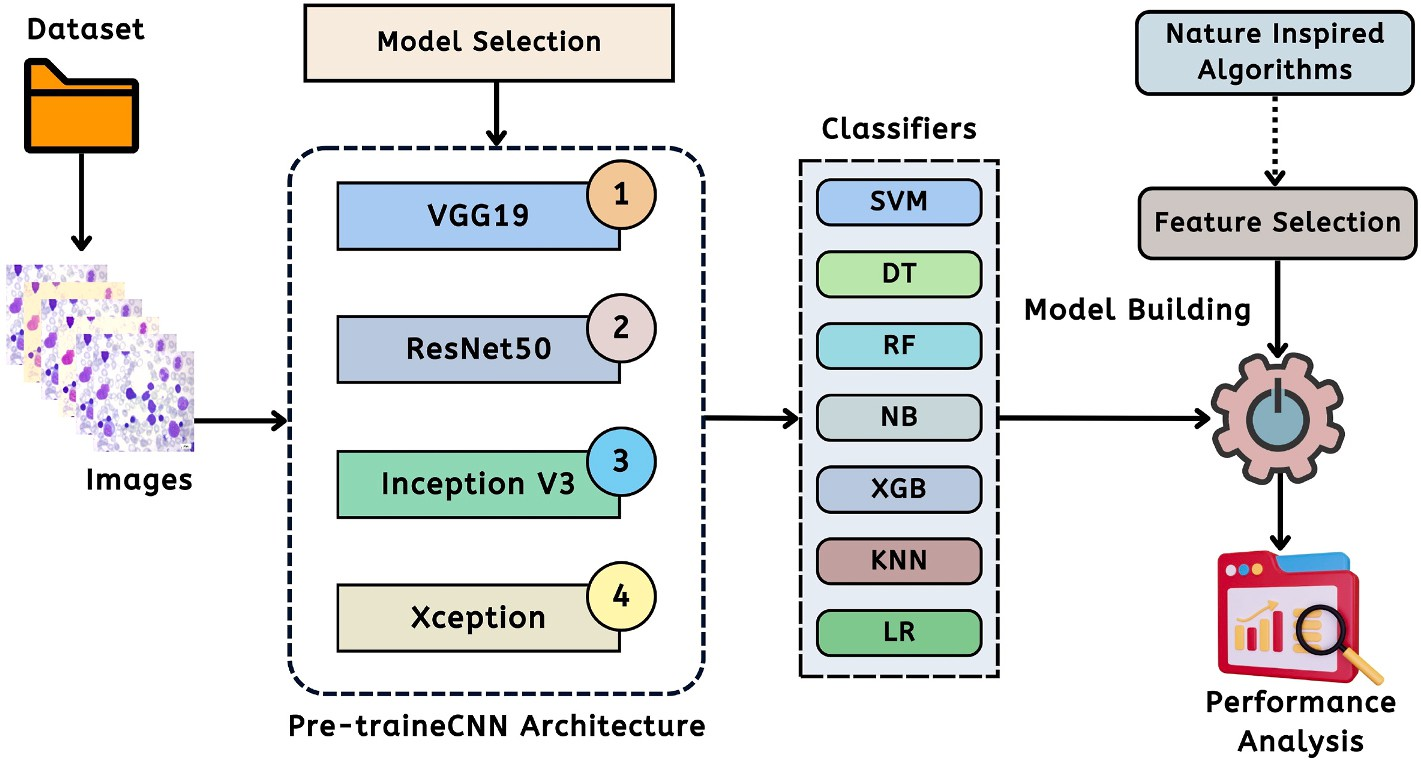 Dataset
Images
Model Selection
VGG19
1
ResNet50
2
Inception V3
3
Xception
4
Pre-traineCNN Architecture
Classifiers
SVM
DT
RF
NB
XGB
KNN
LR
Nature Inspired
Algorithms
Feature Selection
Model Building
Performance
Analysis